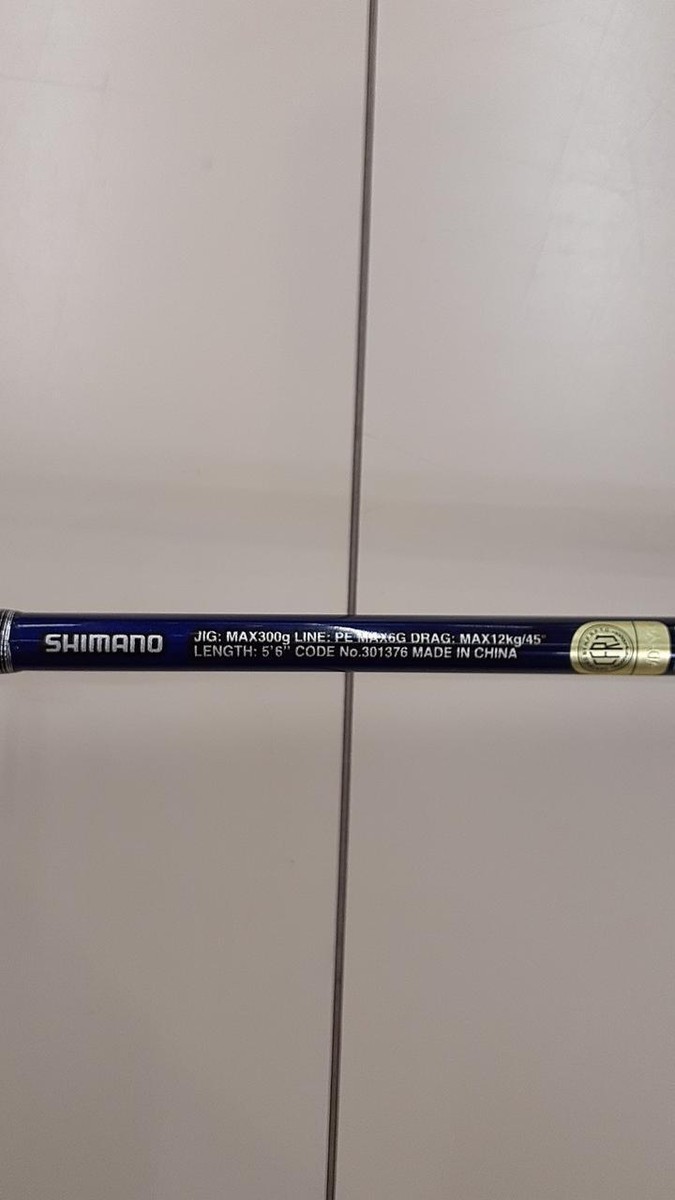 SHIMANO
JIG: MAX300g LINE: PE MAX6G DRAG: MAX12kg/45°
LENGTH: 5'6" CODE No.301376 MADE IN CHINA